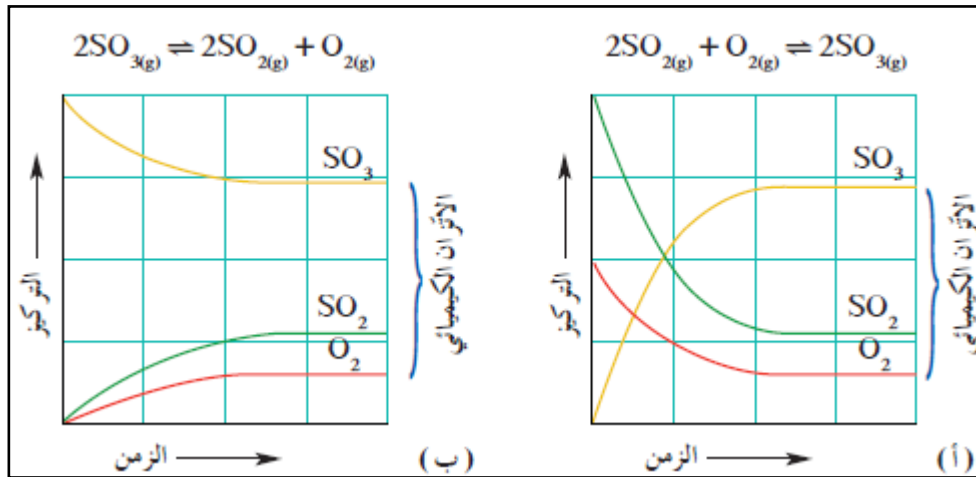 2SO₂(g) + O₂(g) ⇌ 2SO₃(g)
SO₃
SO₂
O₂
التركيز
الاتزان الكيميائي
الزمن
( أ )
2SO₃(g) ⇌ 2SO₂(g) + O₂(g)
SO₃
SO₂
O₂
التركيز
الاتزان الكيميائي
الزمن
( ب )